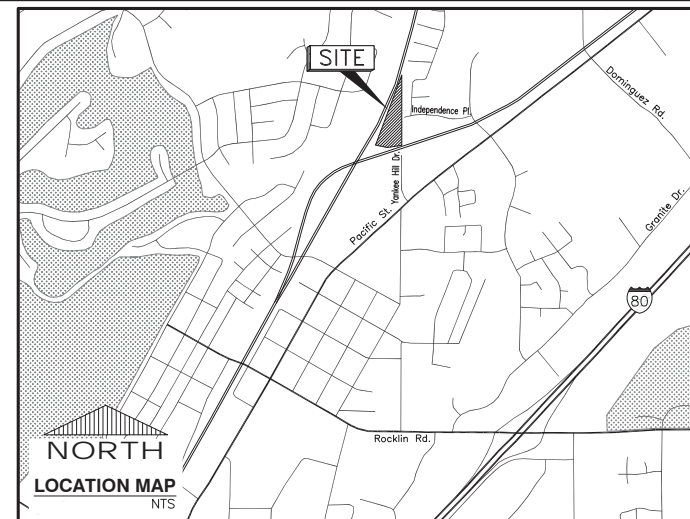 SITE
Independence Pl.
Dominguez Rd.
Yankee Hill Dr.
Pacific St.
Granite Dr.
80
Rocklin Rd.
NORTH
LOCATION MAP
NTS